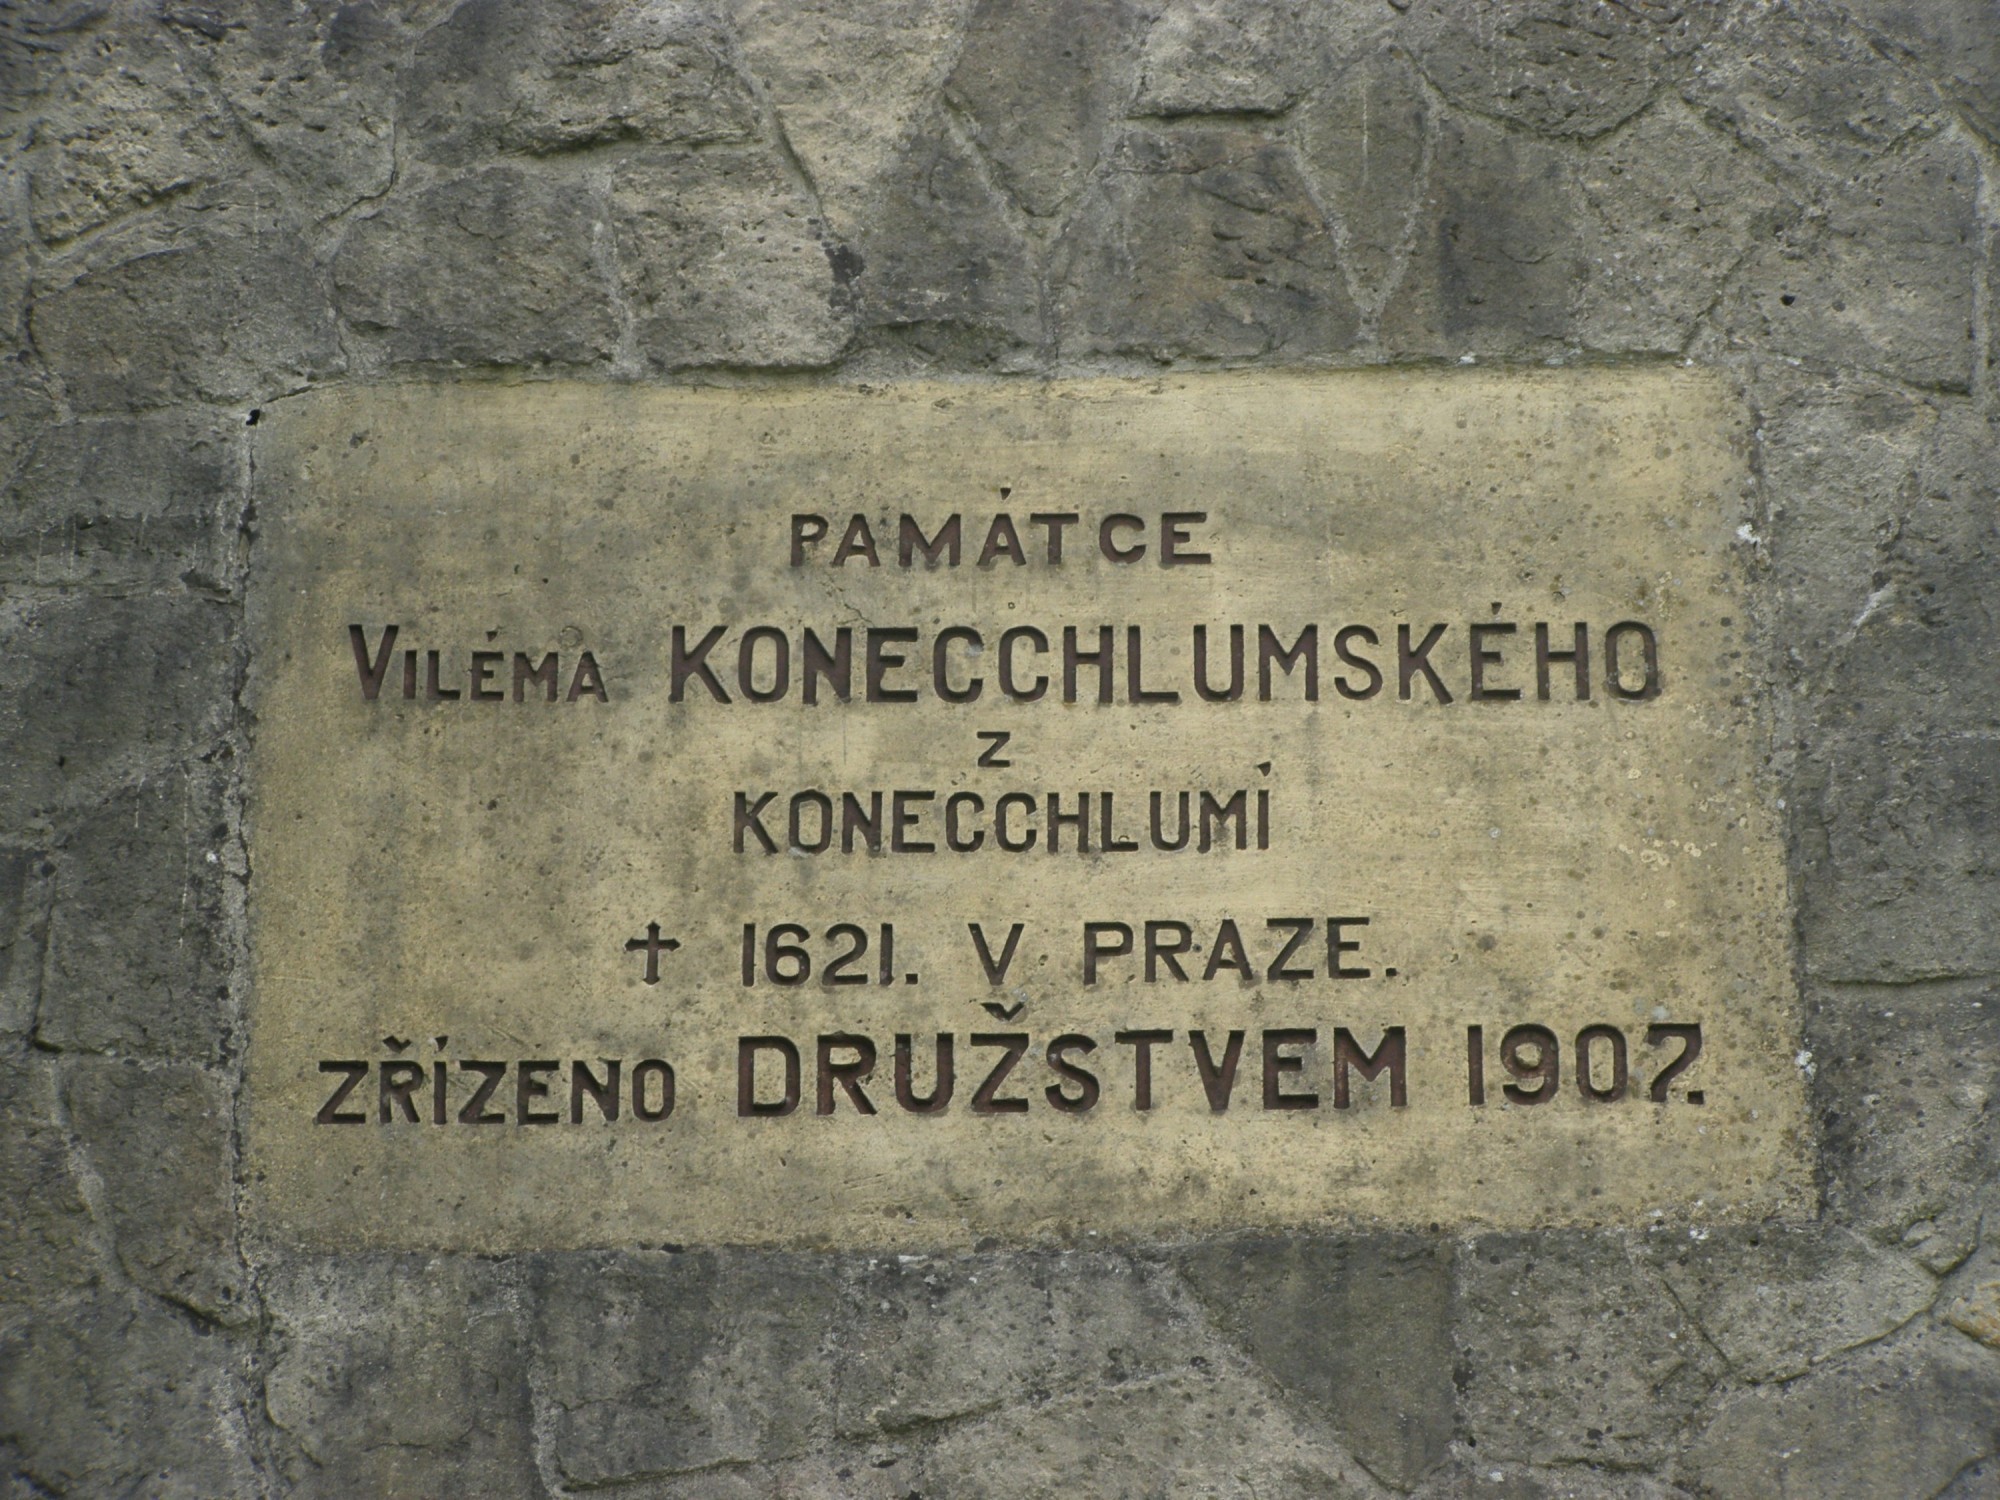 PAMÁTCE
VILÉMA KONECCHLUMSKÉHO
Z
KONECCHLUMÍ
✝ 1621. V PRAZE.
ZŘÍZENO DRUŽSTVEM 1907.